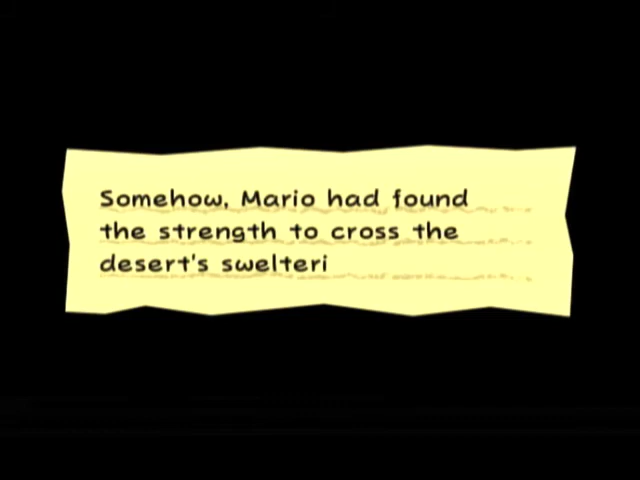 Somehow, Mario had found
the strength to cross the
desert's swelteri